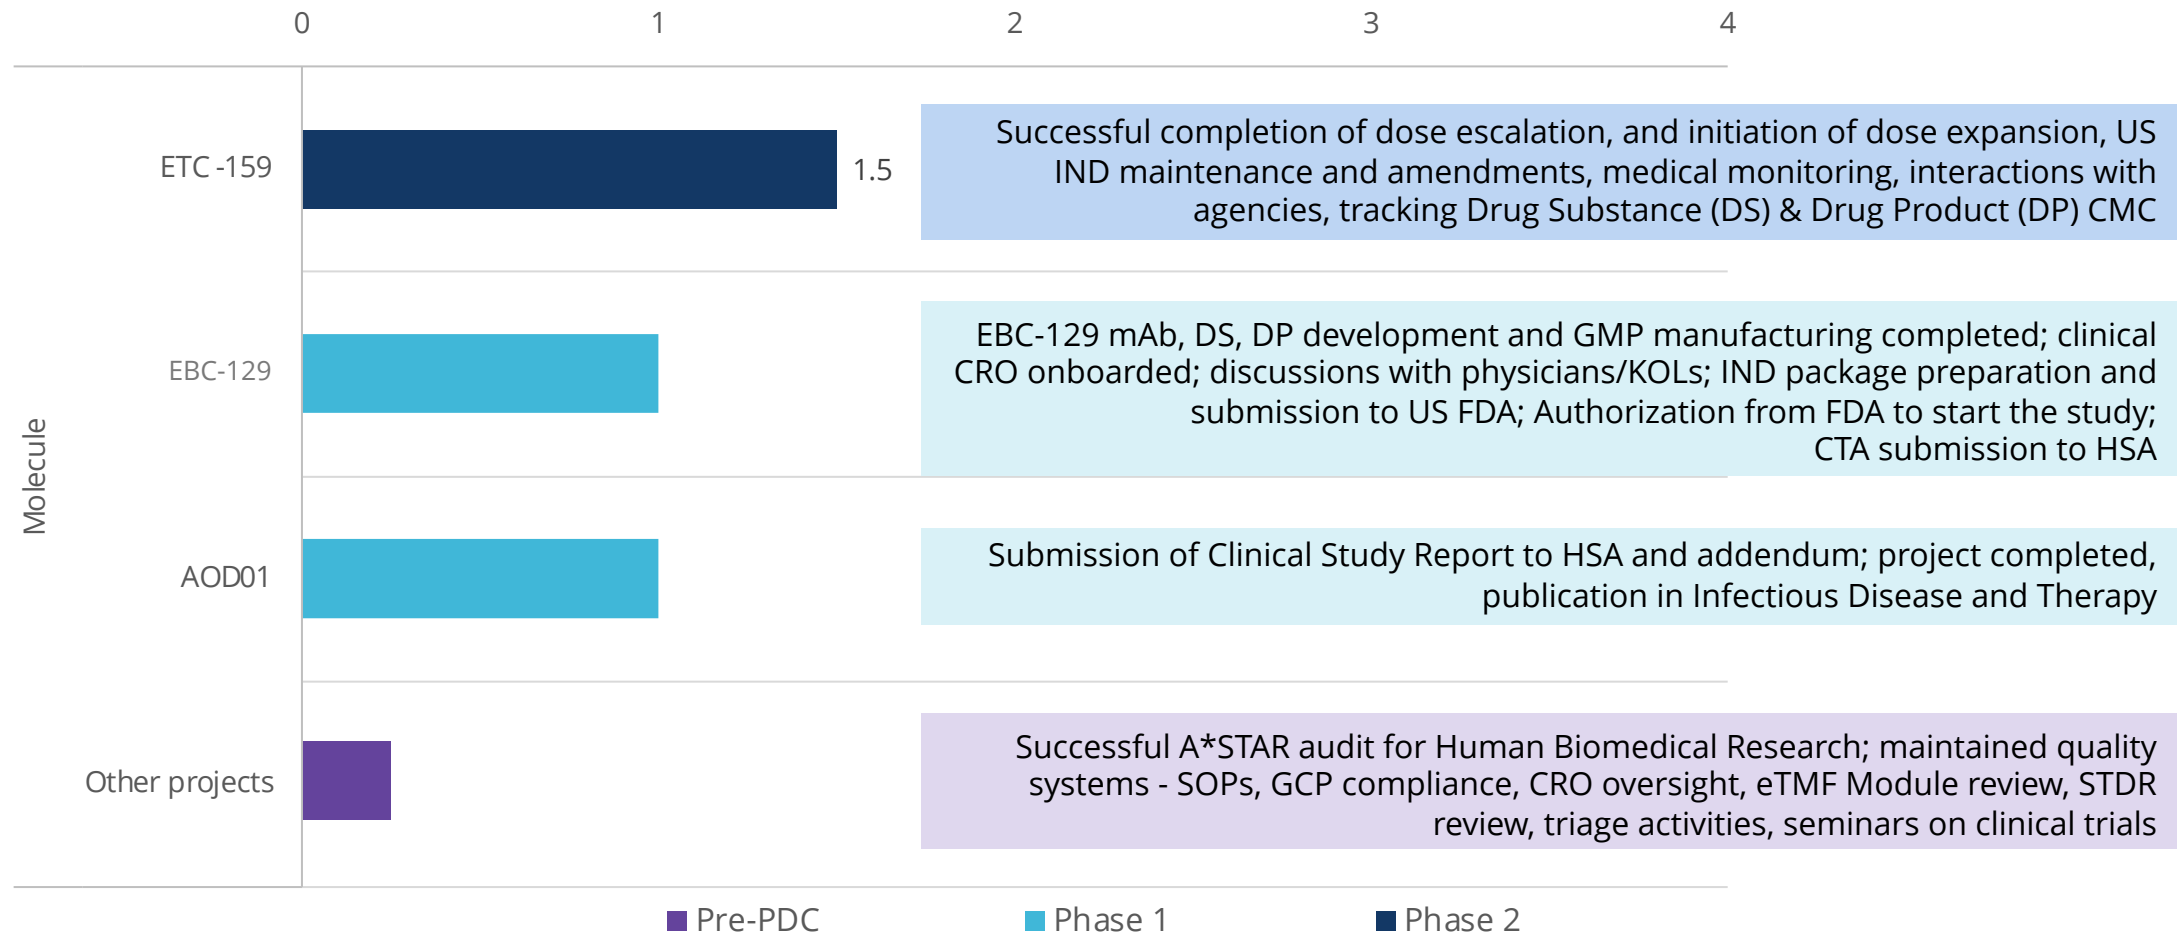 0 1 2 3 4
ETC -159
1.5
Successful completion of dose escalation, and initiation of dose expansion, US
IND maintenance and amendments, medical monitoring, interactions with
agencies, tracking Drug Substance (DS) & Drug Product (DP) CMC
EBC-129
EBC-129 mAb, DS, DP development and GMP manufacturing completed; clinical
CRO onboarded; discussions with physicians/KOLs; IND package preparation and
submission to US FDA; Authorization from FDA to start the study;
CTA submission to HSA
Molecule
AOD01
Submission of Clinical Study Report to HSA and addendum; project completed,
publication in Infectious Disease and Therapy
Other projects
Successful A*STAR audit for Human Biomedical Research; maintained quality
systems - SOPs, GCP compliance, CRO oversight, eTMF Module review, STDR
review, triage activities, seminars on clinical trials
Pre-PDC Phase 1 Phase 2